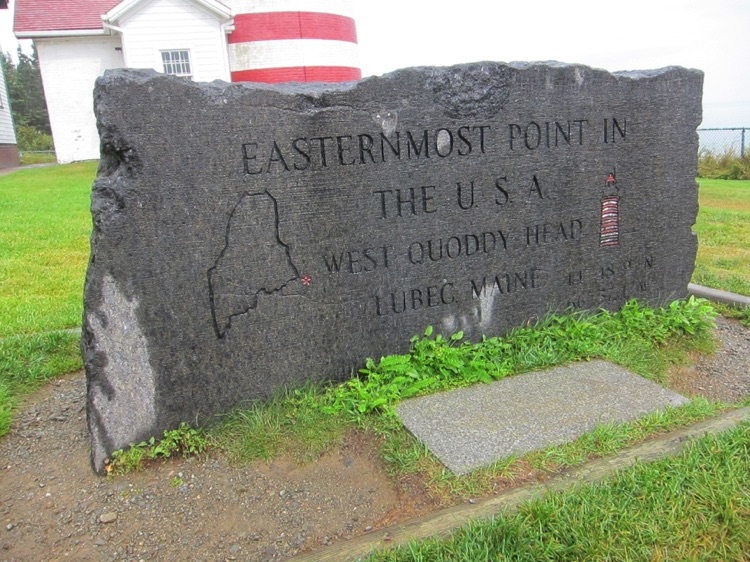 EASTERNMOST POINT IN
THE U. S. A.
WEST QUODDY HEAD
LUBEC, MAINE